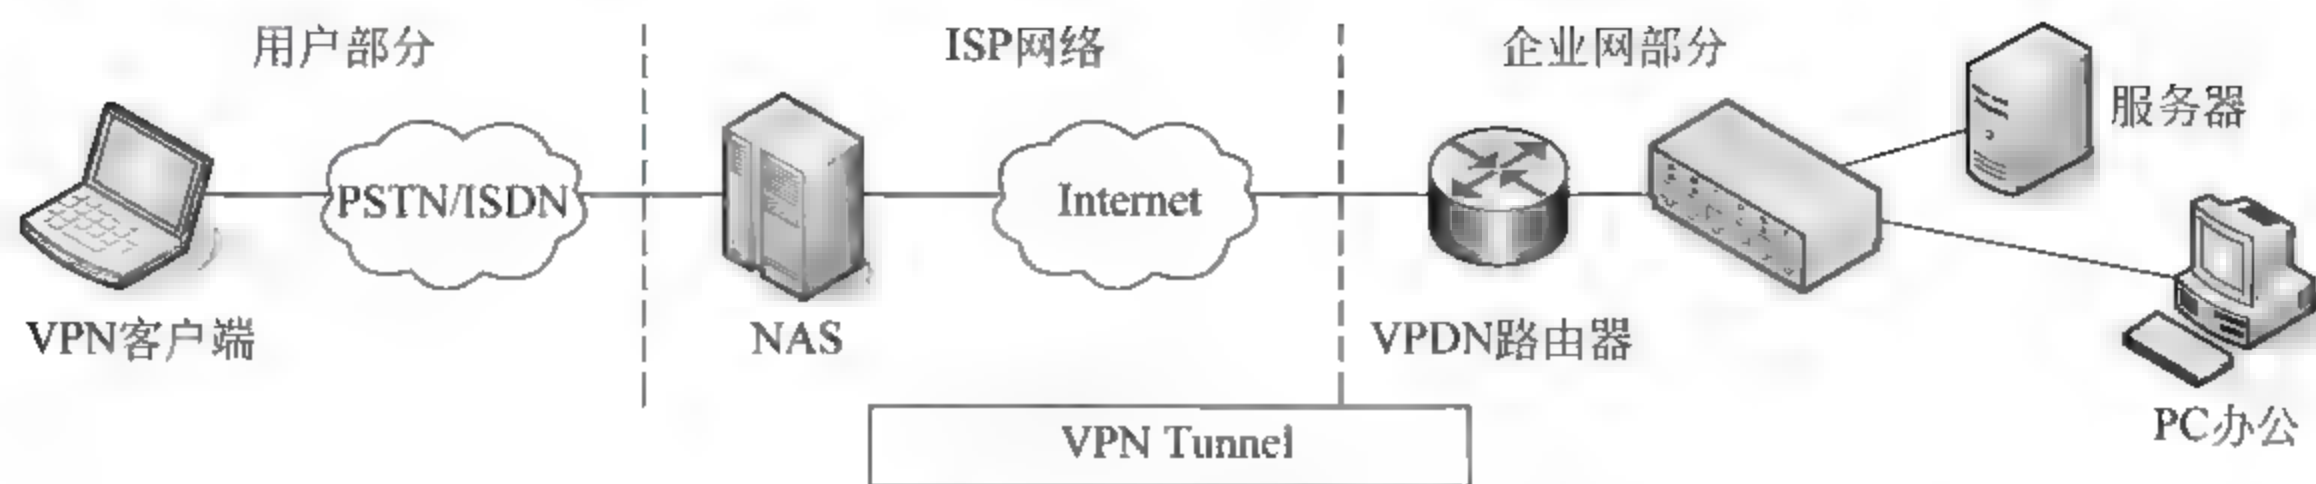 用户部分
ISP网络
企业网部分
服务器
PSTN/ISDN
Internet
VPN客户端
NAS
VPDN路由器
PC办公
VPN Tunnel